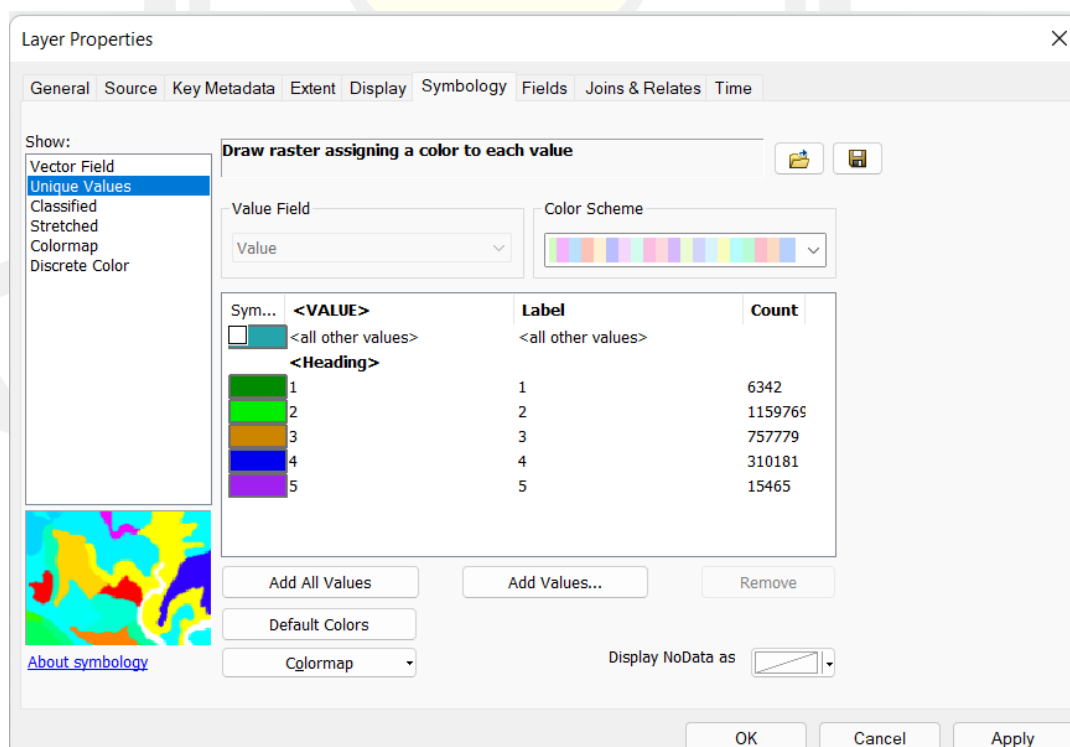 Layer Properties
General Source Key Metadata Extent Display Symbology Fields Joins & Relates Time
Show:
Vector Field
Unique Values
Classified
Stretched
Colormap
Discrete Color
About symbology
Draw raster assigning a color to each value
Value Field
Value
Color Scheme
Sym... <VALUE> Label Count
<all other values> <all other values>
<Heading>
1 1 6342
2 2 1159769
3 3 757779
4 4 310181
5 5 15465
Add All Values Add Values... Remove
Default Colors
Colormap Display NoData as
OK Cancel Apply